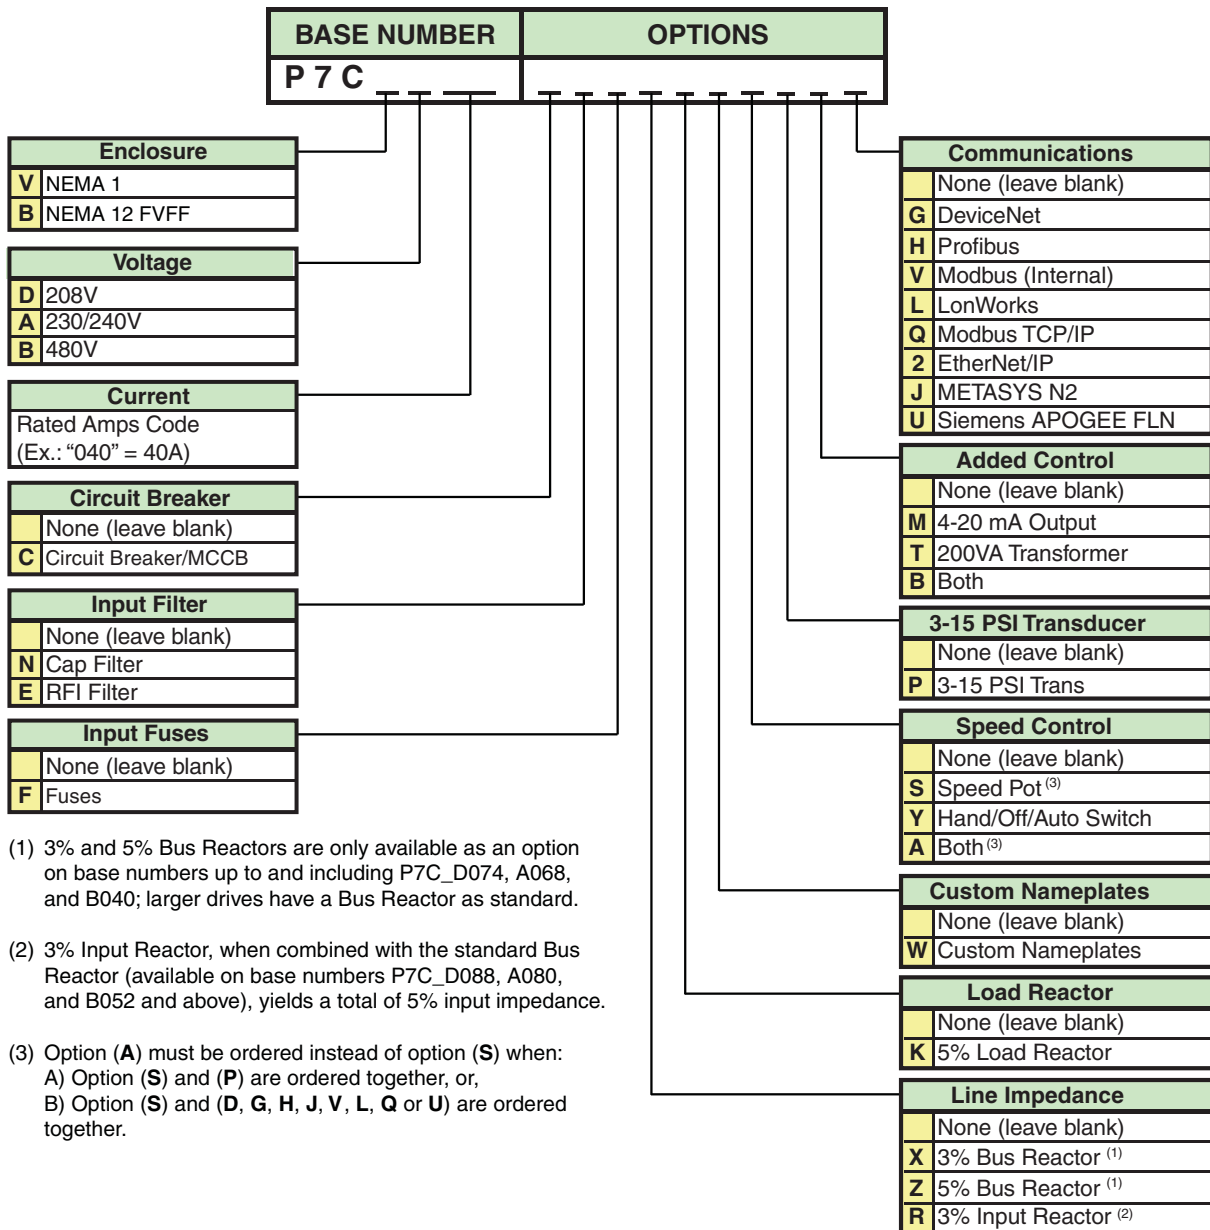 BASE NUMBER
OPTIONS
P 7 C
Enclosure
V NEMA 1
B NEMA 12 FVFF
Voltage
D 208V
A 230/240V
B 480V
Current
Rated Amps Code
(Ex.: “040” = 40A)
Circuit Breaker
None (leave blank)
C Circuit Breaker/MCCB
Input Filter
None (leave blank)
N Cap Filter
E RFI Filter
Input Fuses
None (leave blank)
F Fuses
(1) 3% and 5% Bus Reactors are only available as an option
on base numbers up to and including P7C_D074, A068,
and B040; larger drives have a Bus Reactor as standard.
(2) 3% Input Reactor, when combined with the standard Bus
Reactor (available on base numbers P7C_D088, A080,
and B052 and above), yields a total of 5% input impedance.
(3) Option (A) must be ordered instead of option (S) when:
A) Option (S) and (P) are ordered together, or,
B) Option (S) and (D, G, H, J, V, L, Q or U) are ordered
together.
Communications
None (leave blank)
G DeviceNet
H Profibus
V Modbus (Internal)
L LonWorks
Q Modbus TCP/IP
2 EtherNet/IP
J METASYS N2
U Siemens APOGEE FLN
Added Control
None (leave blank)
M 4-20 mA Output
T 200VA Transformer
B Both
3-15 PSI Transducer
None (leave blank)
P 3-15 PSI Trans
Speed Control
None (leave blank)
S Speed Pot (3)
Y Hand/Off/Auto Switch
A Both (3)
Custom Nameplates
None (leave blank)
W Custom Nameplates
Load Reactor
None (leave blank)
K 5% Load Reactor
Line Impedance
None (leave blank)
X 3% Bus Reactor (1)
Z 5% Bus Reactor (1)
R 3% Input Reactor (2)